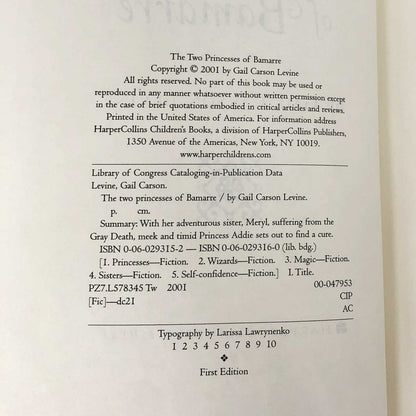 of Bamarre
The Two Princesses of Bamarre
Copyright © 2001 by Gail Carson Levine
All rights reserved. No part of this book may be used or
reproduced in any manner whatsoever without written permission except
in the case of brief quotations embodied in critical articles and reviews.
Printed in the United States of America. For information address
HarperCollins Children's Books, a division of HarperCollins Publishers,
1350 Avenue of the Americas, New York, NY 10019.
www.harperchildrens.com
Library of Congress Cataloging-in-Publication Data
Levine, Gail Carson.
The two princesses of Bamarre / by Gail Carson Levine.
p. cm.
Summary: With her adventurous sister, Meryl, suffering from the
Gray Death, meek and timid Princess Addie sets out to find a cure.
ISBN 0-06-029315-2 — ISBN 0-06-029316-0 (lib. bdg.)
[1. Princesses—Fiction. 2. Wizards—Fiction. 3. Magic—Fiction.
4. Sisters—Fiction. 5. Self-confidence—Fiction.] I. Title.
PZ7.L578345 Tw 2001 00-047953
[Fic]—dc21 CIP
AC
Typography by Larissa Lawrynenko
1 2 3 4 5 6 7 8 9 10
❖
First Edition